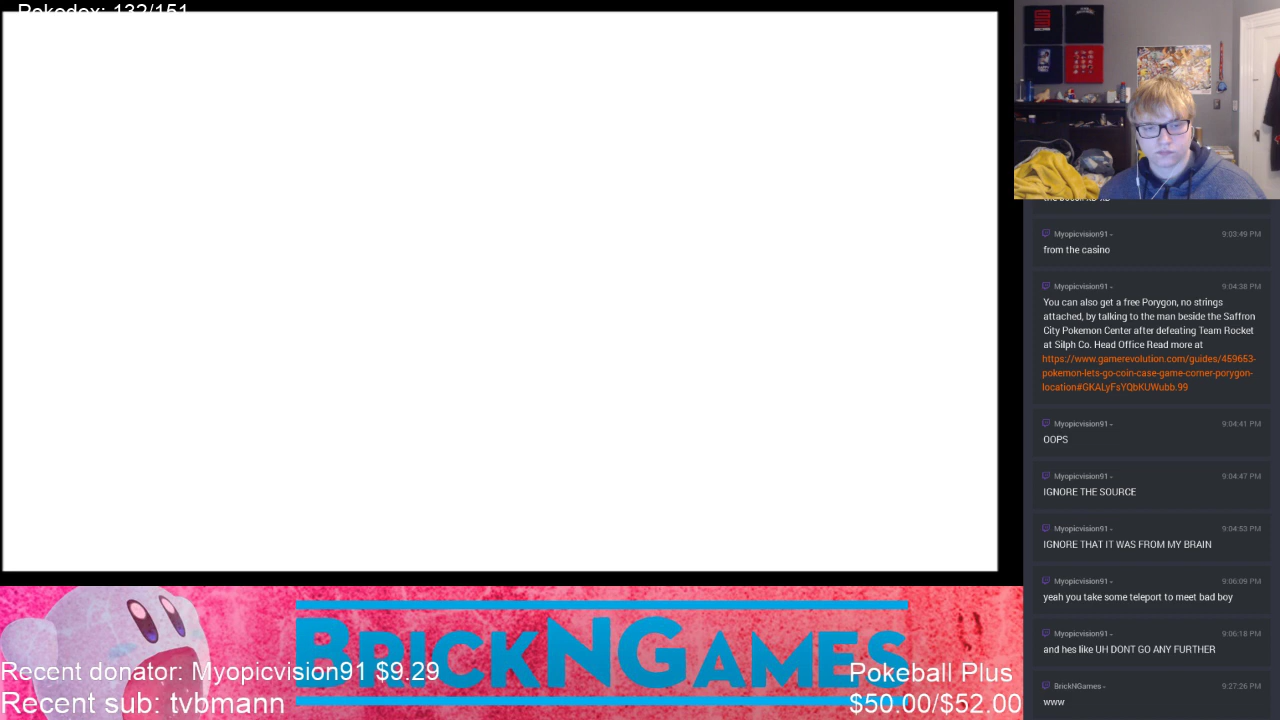 Pokedex: 132/151
Myopicvision91 - 9:03:49 PM
from the casino
Myopicvision91 - 9:04:38 PM
You can also get a free Porygon, no strings
attached, by talking to the man beside the Saffron
City Pokemon Center after defeating Team Rocket
at Silph Co. Head Office Read more at
https://www.gamerevolution.com/guides/459653-
pokemon-lets-go-coin-case-game-corner-porygon-
location#GKALyFsYQbKUWubb.99
Myopicvision91 - 9:04:41 PM
OOPS
Myopicvision91 - 9:04:47 PM
IGNORE THE SOURCE
Myopicvision91 - 9:04:53 PM
IGNORE THAT IT WAS FROM MY BRAIN
Myopicvision91 - 9:06:09 PM
yeah you take some teleport to meet bad boy
Myopicvision91 - 9:06:18 PM
and hes like UH DONT GO ANY FURTHER
BrickNGames - 9:27:26 PM
www
BRICKNGAMES
Recent donator: Myopicvision91 $9.29
Recent sub: tvbmann
Pokeball Plus
$50.00/$52.00